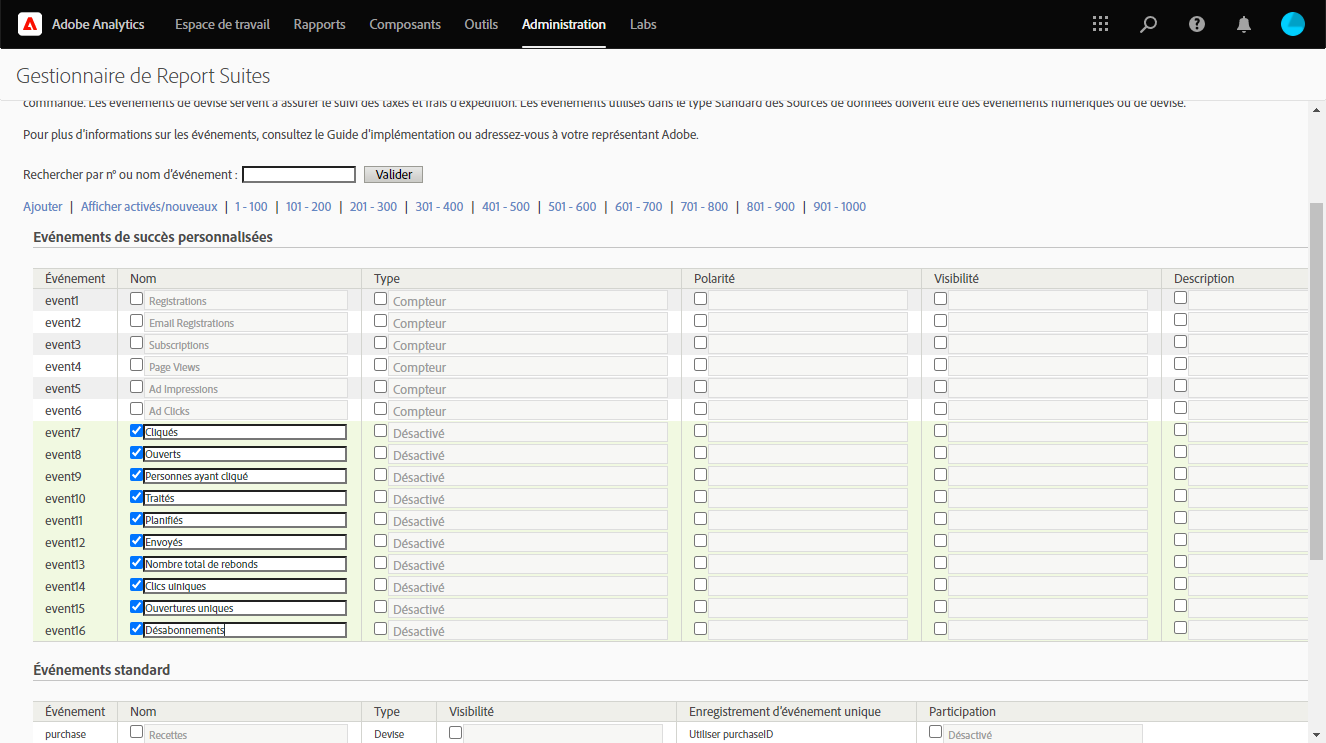 Adobe Analytics Espace de travail Rapports Composants Outils Administration Labs
Gestionnaire de Report Suites
commande. Les événements de devise servent à assurer le suivi des taxes et frais d'expédition. Les événements utilisés dans le type Standard des Sources de données doivent être des événements numériques ou de devise.
Pour plus d'informations sur les événements, consultez le Guide d'implémentation ou adressez-vous à votre représentant Adobe.
Rechercher par n° ou nom d'événement : Valider
Ajouter | Afficher activés/nouveaux | 1 - 100 | 101 - 200 | 201 - 300 | 301 - 400 | 401 - 500 | 501 - 600 | 601 - 700 | 701 - 800 | 801 - 900 | 901 - 1000
Evénements de succès personnalisées
Événement Nom Type Polarité Visibilité Description
event1 Registrations Compteur
event2 Email Registrations Compteur
event3 Subscriptions Compteur
event4 Page Views Compteur
event5 Ad Impressions Compteur
event6 Ad Clicks Compteur
event7 Cliqués Désactivé
event8 Ouverts Désactivé
event9 Personnes ayant cliqué Désactivé
event10 Traités Désactivé
event11 Planifiés Désactivé
event12 Envoyés Désactivé
event13 Nombre total de rebonds Désactivé
event14 Clics uiniques Désactivé
event15 Ouvertures uniques Désactivé
event16 Désabonnements Désactivé
Événements standard
Événement Nom Type Visibilité Enregistrement d'événement unique Participation
purchase Recettes Devise Utiliser purchaseID Désactivé